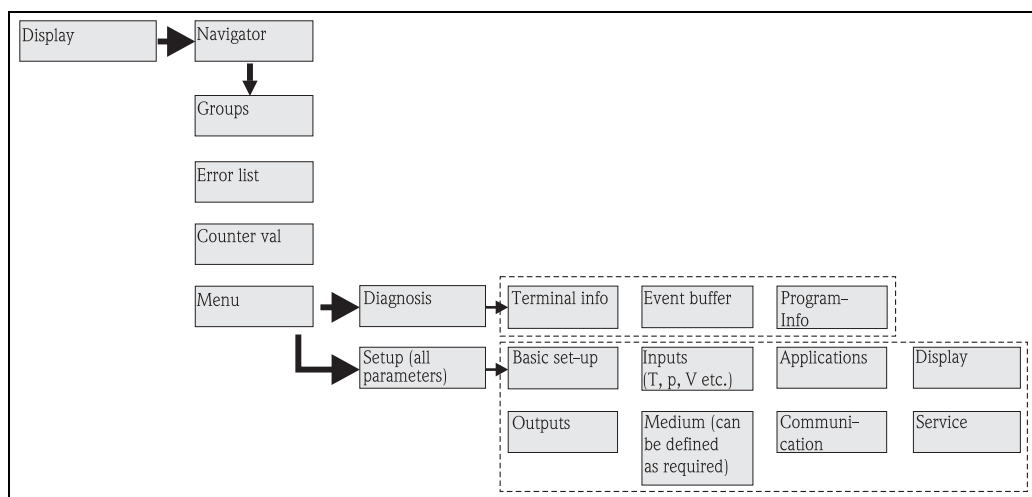 Display
Navigator
Groups
Error list
Counter val
Menu
Diagnosis
Terminal info
Event buffer
Program–
Info
Setup (all
parameters)
Basic set–up
Inputs
(T, p, V etc.)
Applications
Display
Outputs
Medium (can
be defined
as required)
Communi–
cation
Service